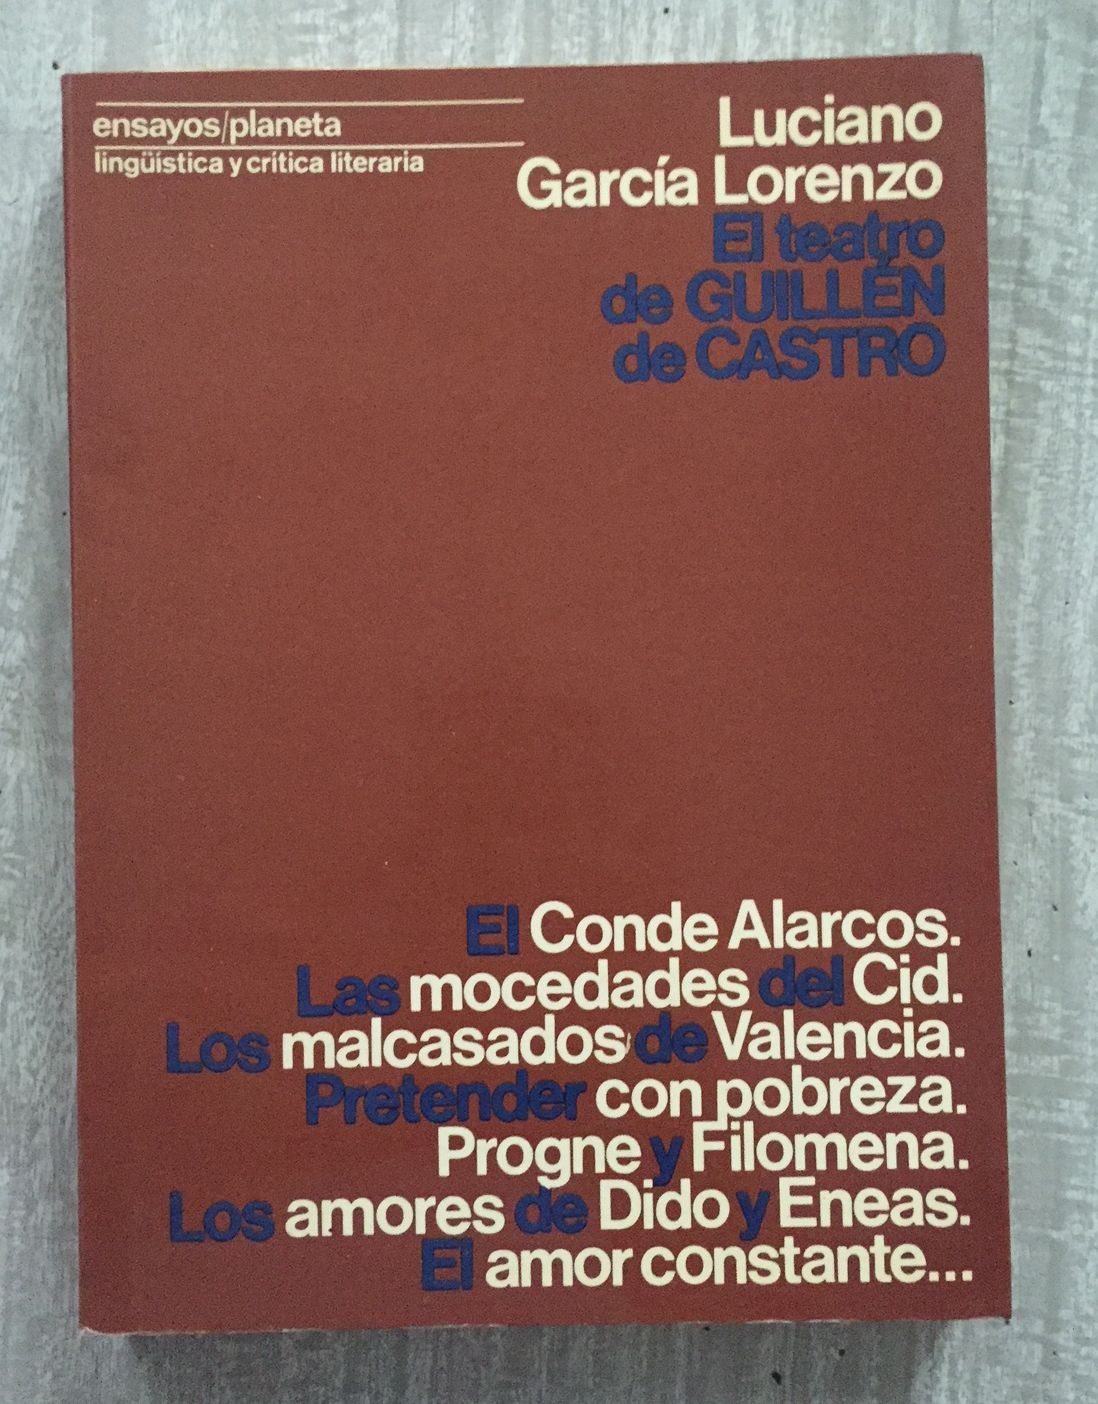 ensayos/planeta
lingüística y crítica literaria
Luciano
García Lorenzo
El teatro
de GUILLÉN
de CASTRO
El Conde Alarcos.
Las mocedades del Cid.
Los malcasados de Valencia.
Pretender con pobreza.
Progne y Filomena.
Los amores de Dido y Eneas.
El amor constante...